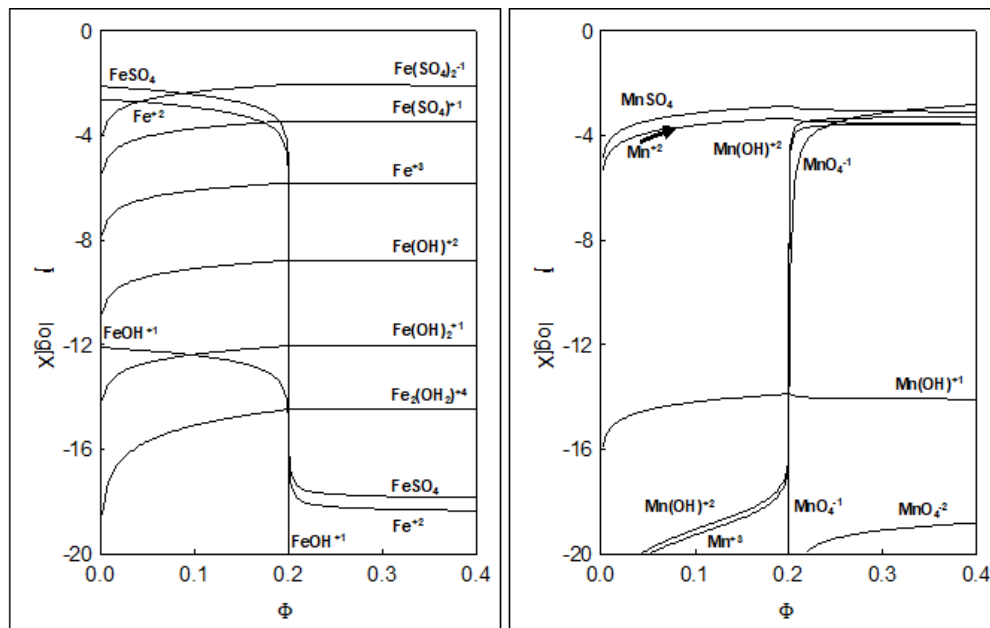 0
-4
-8
-12
-16
-20
log[X]
0.0
0.1
0.2
0.3
0.4
Φ
FeSO4
Fe+2
Fe(SO4)2-1
Fe(SO4)+1
Fe+3
Fe(OH)+2
FeOH+1
Fe(OH)2+1
Fe2(OH2)+4
FeSO4
Fe+2
FeOH+1
0
-4
-8
-12
-16
-20
log[X]
0.0
0.1
0.2
0.3
0.4
Φ
MnSO4
Mn+2
Mn(OH)+2
MnO4-1
Mn(OH)+1
Mn(OH)+2
Mn+3
MnO4-1
MnO4-2